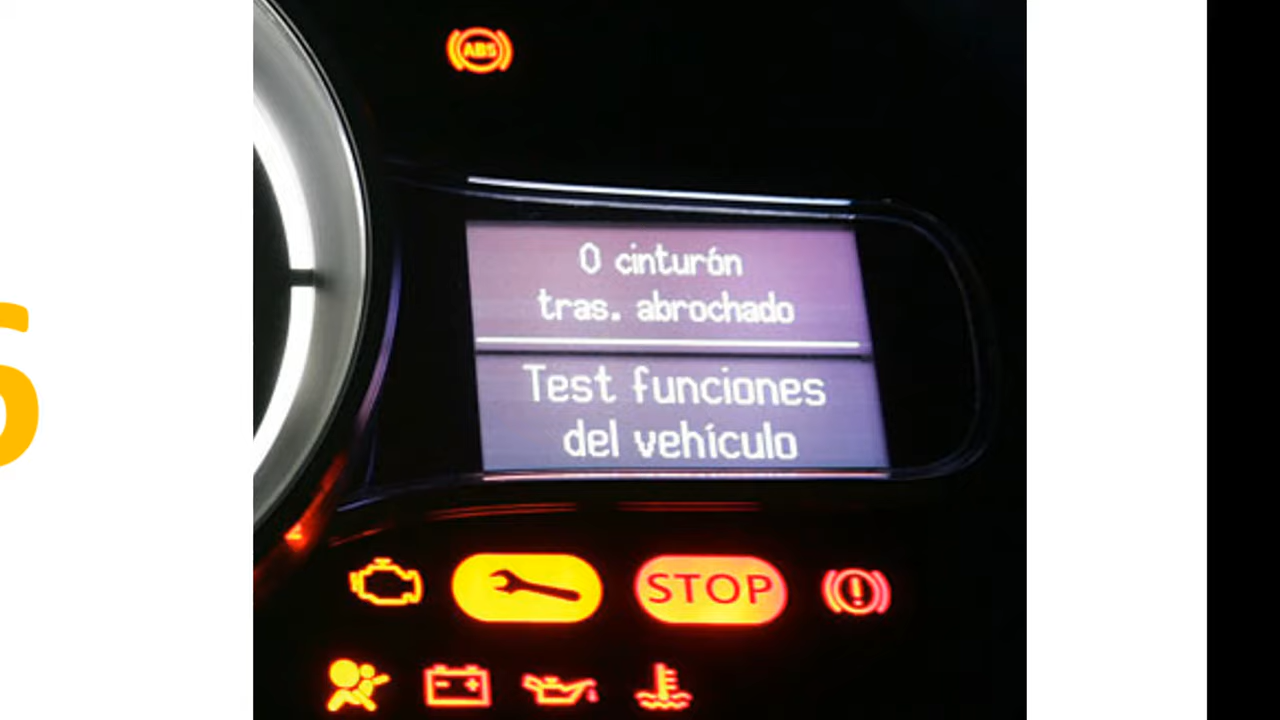 ABS
0 cinturón
tras. abrochado
Test funciones
del vehículo
STOP